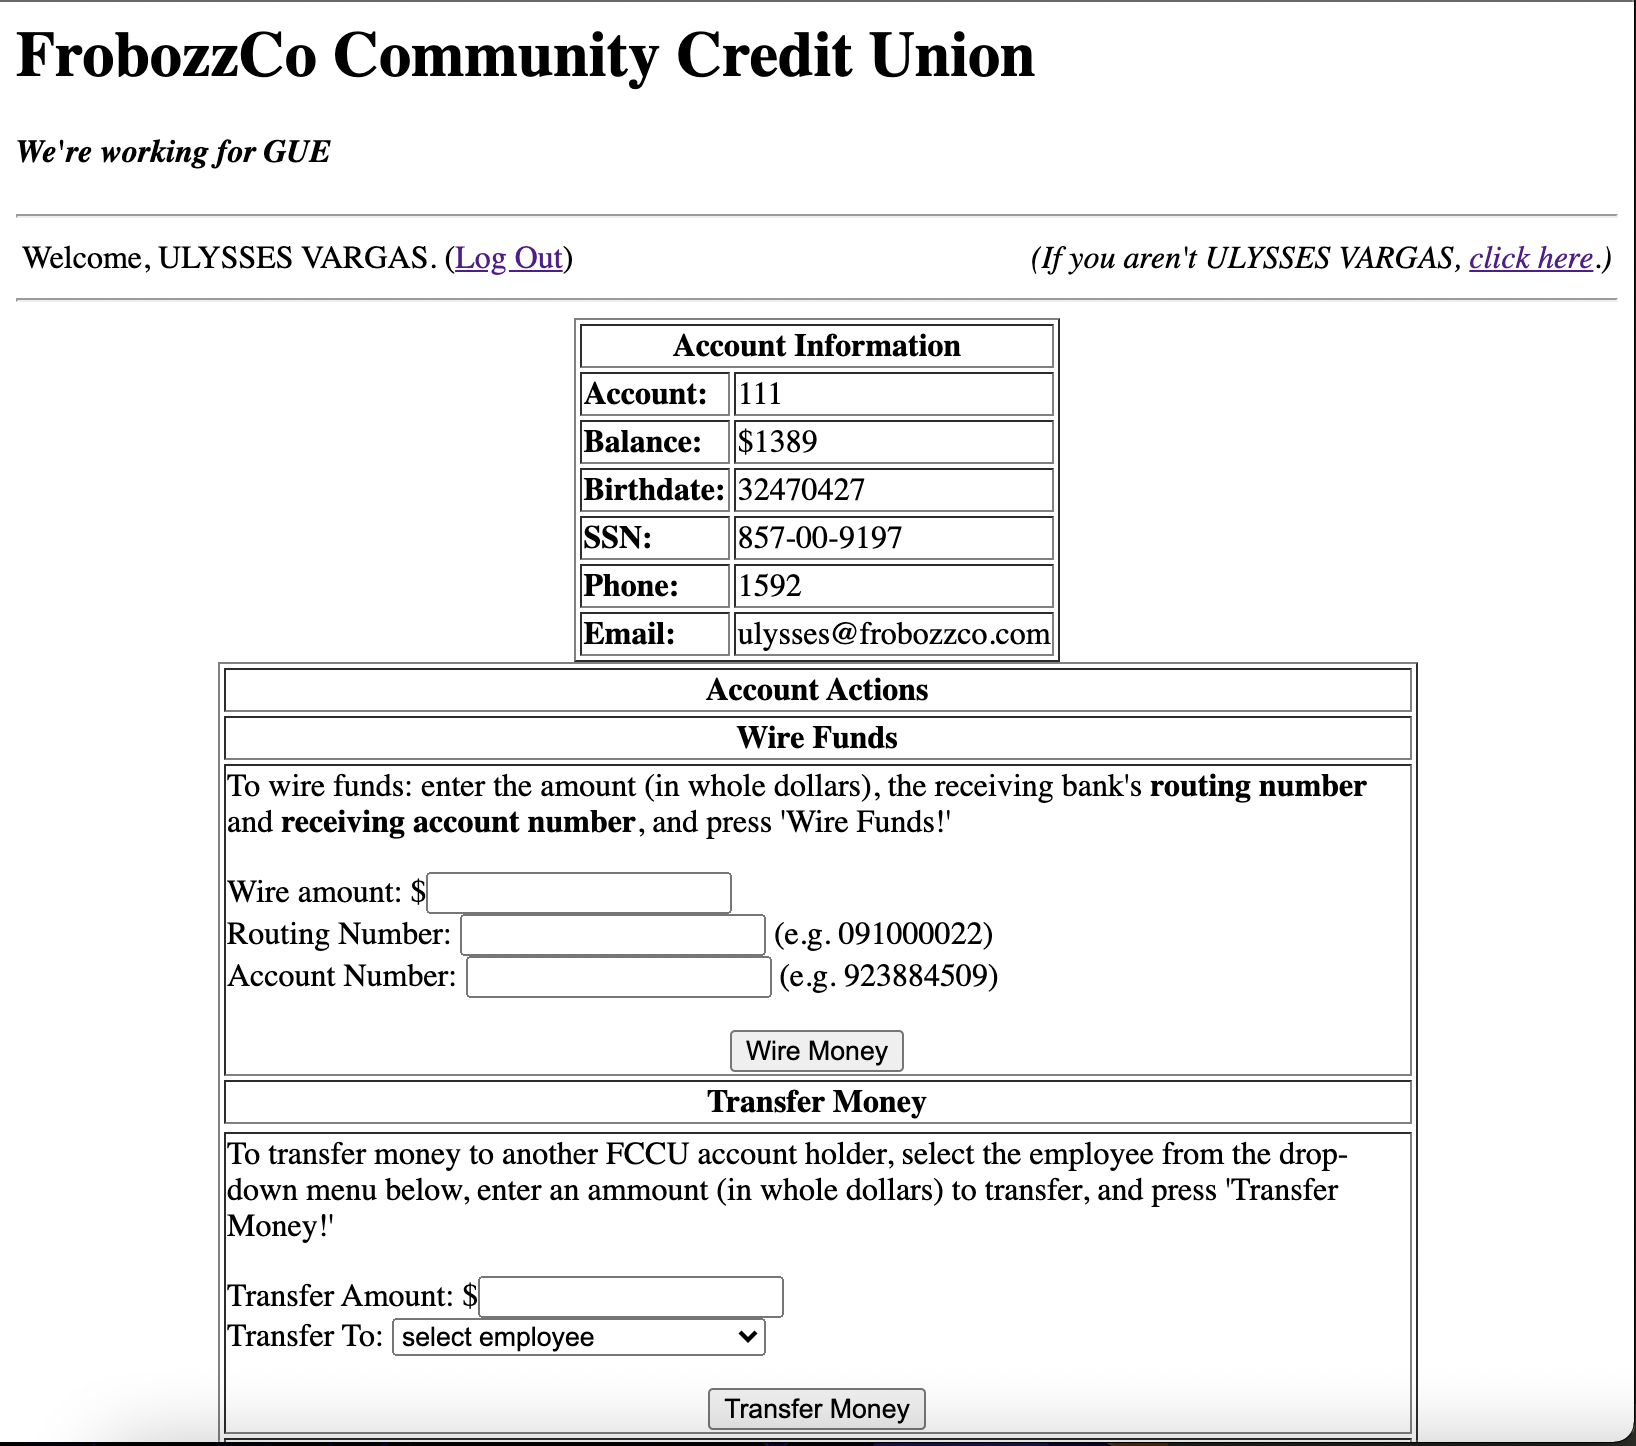 FrobozzCo Community Credit Union
We're working for GUE
Welcome, ULYSSES VARGAS. (Log Out)
(If you aren't ULYSSES VARGAS, click here.)
Account Information
Account: 111
Balance: $1389
Birthdate: 32470427
SSN: 857-00-9197
Phone: 1592
Email: ulysses@frobozzco.com
Account Actions
Wire Funds
To wire funds: enter the amount (in whole dollars), the receiving bank's routing number
and receiving account number, and press 'Wire Funds!'
Wire amount: $
Routing Number: (e.g. 091000022)
Account Number: (e.g. 923884509)
Wire Money
Transfer Money
To transfer money to another FCCU account holder, select the employee from the drop-
down menu below, enter an ammount (in whole dollars) to transfer, and press 'Transfer
Money!'
Transfer Amount: $
Transfer To: select employee
Transfer Money